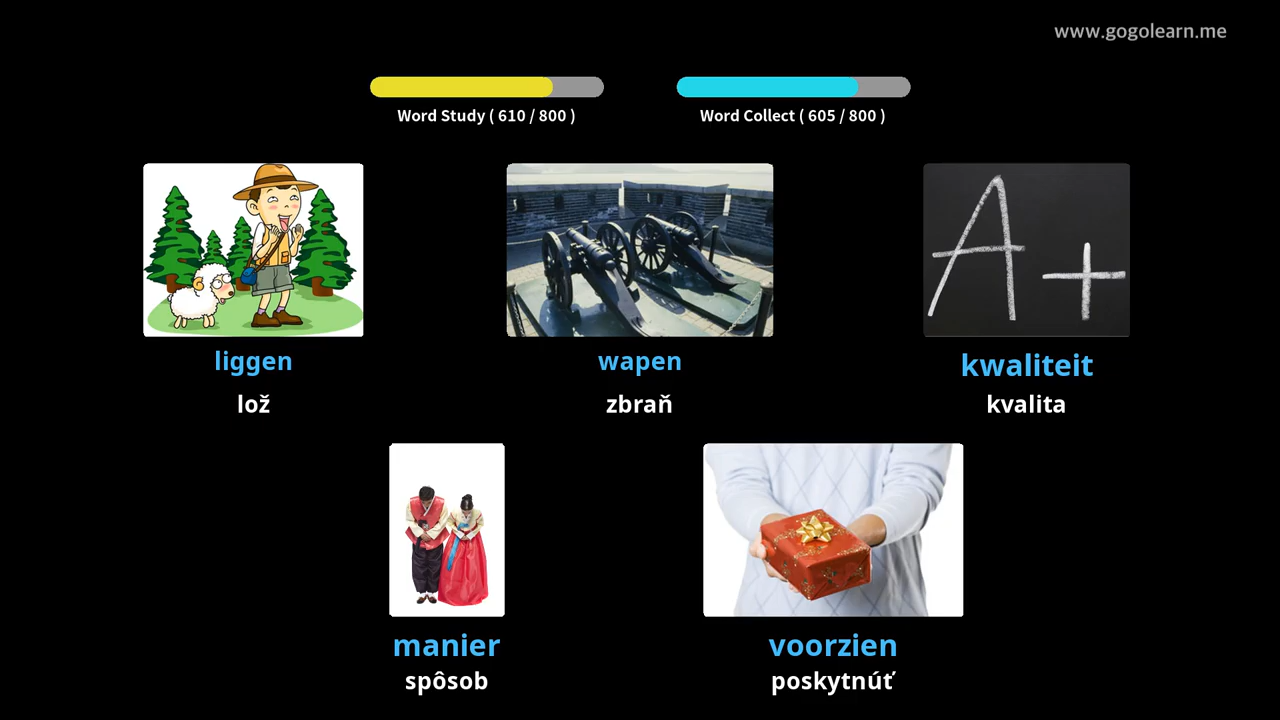 www.gogolearn.me
Word Study ( 610 / 800 )
Word Collect ( 605 / 800 )
A+
liggen
wapen
kwaliteit
lož
zbraň
kvalita
manier
voorzien
spôsob
poskytnúť